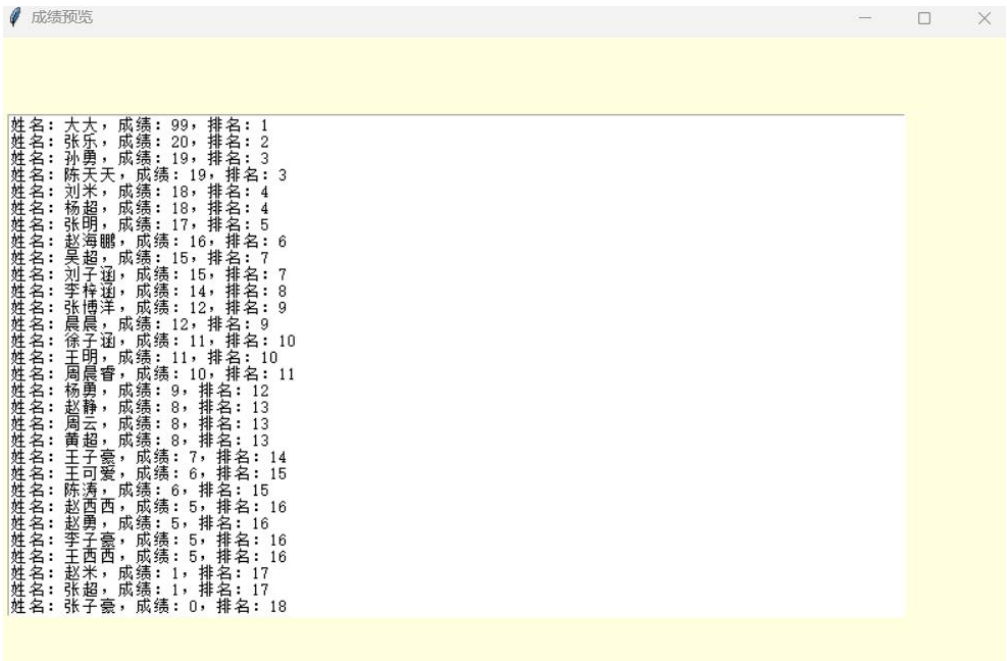 成绩预览
姓名: 大大, 成绩: 99, 排名: 1
姓名: 张乐, 成绩: 20, 排名: 2
姓名: 孙勇, 成绩: 19, 排名: 3
姓名: 陈天天, 成绩: 19, 排名: 3
姓名: 刘米, 成绩: 18, 排名: 4
姓名: 杨超, 成绩: 18, 排名: 4
姓名: 张明, 成绩: 17, 排名: 5
姓名: 赵海鹏, 成绩: 16, 排名: 6
姓名: 吴超, 成绩: 15, 排名: 7
姓名: 刘子涵, 成绩: 15, 排名: 7
姓名: 李梓涵, 成绩: 14, 排名: 8
姓名: 张博洋, 成绩: 12, 排名: 9
姓名: 晨晨, 成绩: 12, 排名: 9
姓名: 徐子涵, 成绩: 11, 排名: 10
姓名: 王明, 成绩: 11, 排名: 10
姓名: 周晨睿, 成绩: 10, 排名: 11
姓名: 杨勇, 成绩: 9, 排名: 12
姓名: 赵静, 成绩: 8, 排名: 13
姓名: 周云, 成绩: 8, 排名: 13
姓名: 黄超, 成绩: 8, 排名: 13
姓名: 王子豪, 成绩: 7, 排名: 14
姓名: 王可爱, 成绩: 6, 排名: 15
姓名: 陈涛, 成绩: 6, 排名: 15
姓名: 赵西西, 成绩: 5, 排名: 16
姓名: 赵勇, 成绩: 5, 排名: 16
姓名: 李子豪, 成绩: 5, 排名: 16
姓名: 王西西, 成绩: 5, 排名: 16
姓名: 赵米, 成绩: 1, 排名: 17
姓名: 张超, 成绩: 1, 排名: 17
姓名: 张子豪, 成绩: 0, 排名: 18